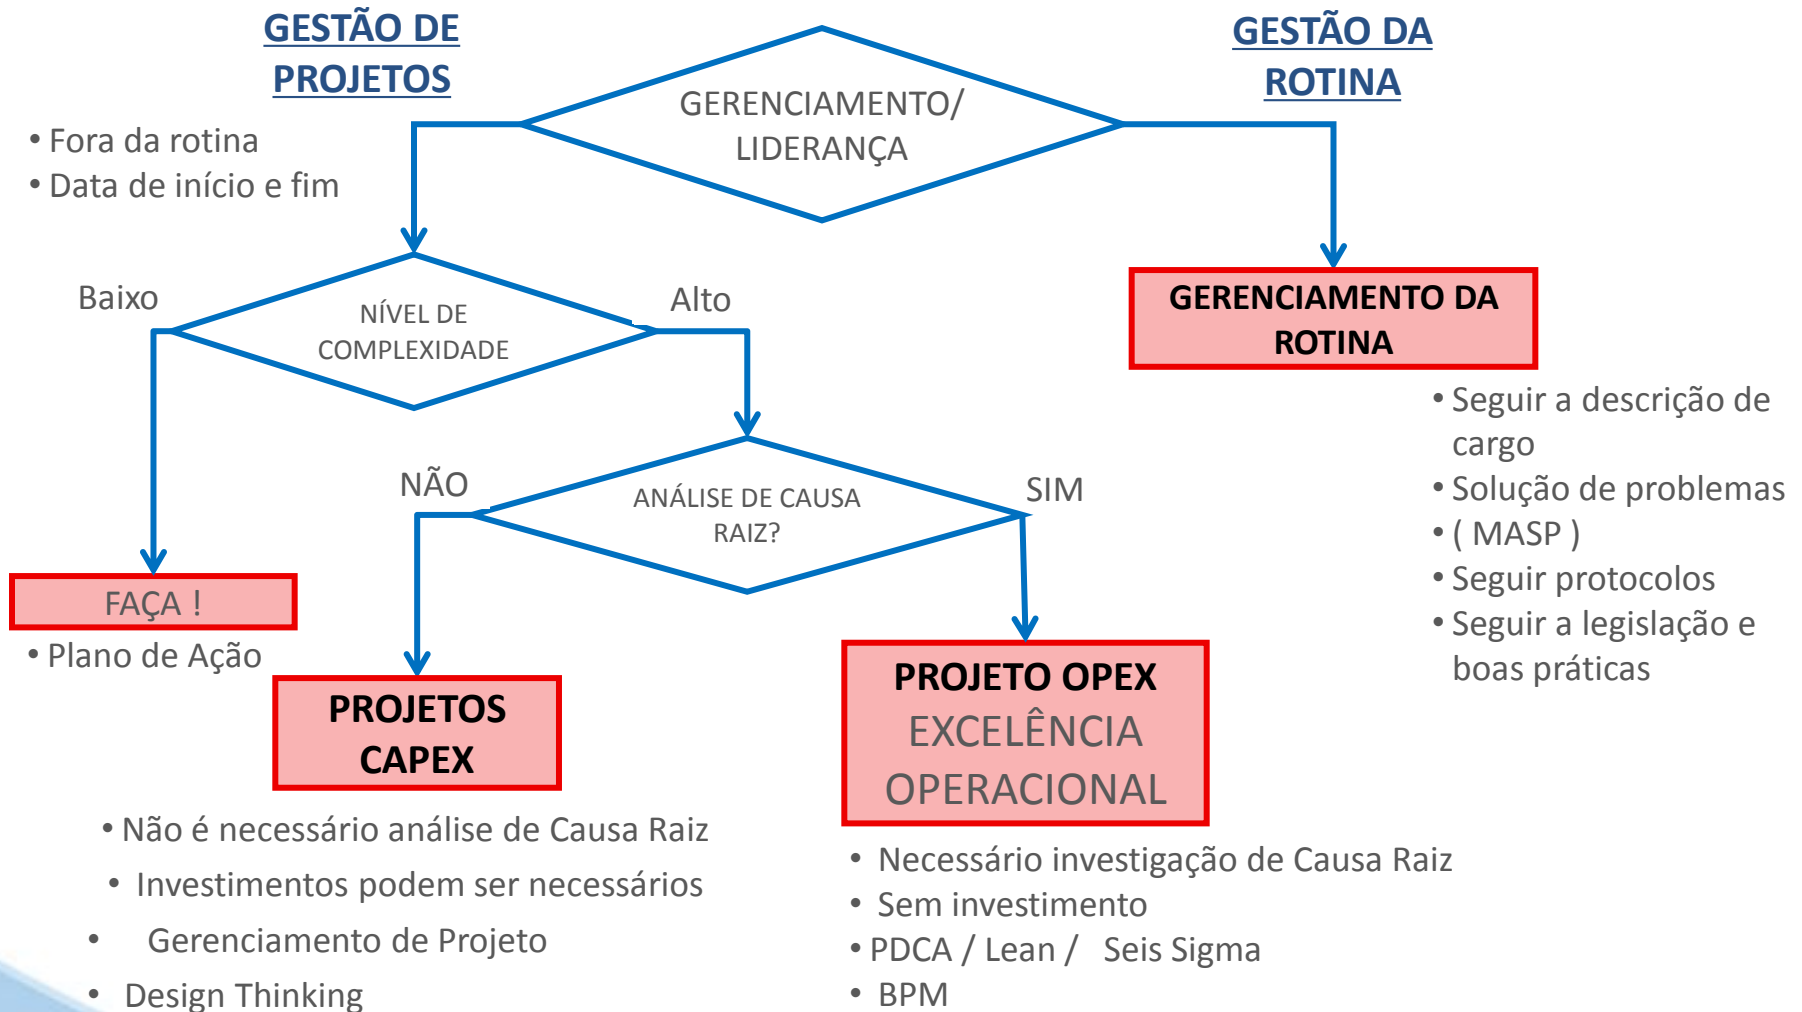 GESTÃO DE
PROJETOS
GESTÃO DA
ROTINA
GERENCIAMENTO/
LIDERANÇA
• Fora da rotina
• Data de início e fim
Baixo
NÍVEL DE
COMPLEXIDADE
Alto
GERENCIAMENTO DA
ROTINA
• Seguir a descrição de
cargo
• Solução de problemas
• ( MASP )
• Seguir protocolos
• Seguir a legislação e
boas práticas
NÃO
ANÁLISE DE CAUSA
RAIZ?
SIM
FAÇA !
• Plano de Ação
PROJETOS
CAPEX
• Não é necessário análise de Causa Raiz
• Investimentos podem ser necessários
• Gerenciamento de Projeto
• Design Thinking
PROJETO OPEX
EXCELÊNCIA
OPERACIONAL
• Necessário investigação de Causa Raiz
• Sem investimento
• PDCA / Lean / Seis Sigma
• BPM